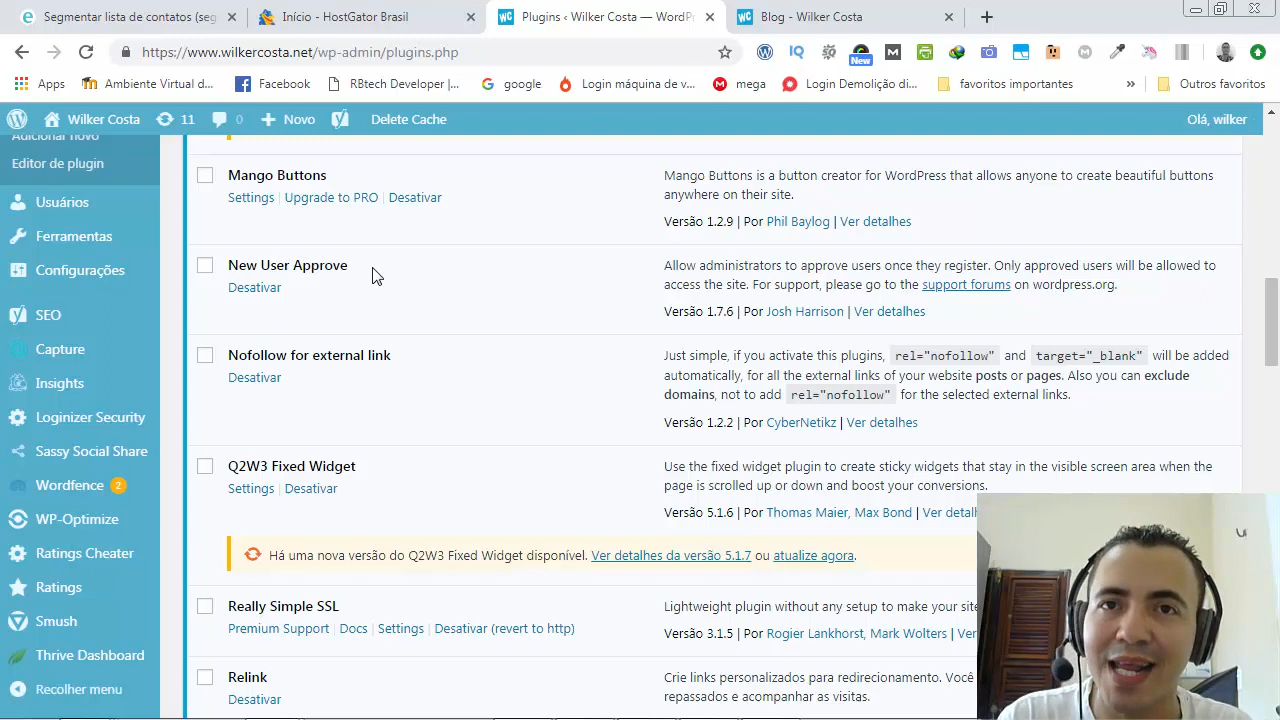 Segmentar lista de contatos (seg
Início - HostGator Brasil
Plugins ‹ Wilker Costa — WordPr
Blog - Wilker Costa
https://www.wilkercosta.net/wp-admin/plugins.php
New
Apps
Ambiente Virtual d...
Facebook
RBtech Developer |...
google
Login máquina de v...
mega
Login Demolição di...
favoritos importantes
»
Outros favoritos
Wilker Costa
11
0
Novo
Delete Cache
Olá, wilker
Adicionar novo
Editor de plugin
Usuários
Ferramentas
Configurações
SEO
Capture
Insights
Loginizer Security
Sassy Social Share
Wordfence 2
WP-Optimize
Ratings Cheater
Ratings
Smush
Thrive Dashboard
Recolher menu
Mango Buttons
Settings | Upgrade to PRO | Desativar
Mango Buttons is a button creator for WordPress that allows anyone to create beautiful buttons
anywhere on their site.
Versão 1.2.9 | Por Phil Baylog | Ver detalhes
New User Approve
Desativar
Allow administrators to approve users once they register. Only approved users will be allowed to
access the site. For support, please go to the support forums on wordpress.org.
Versão 1.7.6 | Por Josh Harrison | Ver detalhes
Nofollow for external link
Desativar
Just simple, if you activate this plugins, rel="nofollow" and target="_blank" will be added
automatically, for all the external links of your website posts or pages. Also you can exclude
domains, not to add rel="nofollow" for the selected external links.
Versão 1.2.2 | Por CyberNetikz | Ver detalhes
Q2W3 Fixed Widget
Settings | Desativar
Use the fixed widget plugin to create sticky widgets that stay in the visible screen area when the
page is scrolled up or down and boost your conversions.
Versão 5.1.6 | Por Thomas Maier, Max Bond | Ver detalh
Há uma nova versão do Q2W3 Fixed Widget disponível. Ver detalhes da versão 5.1.7 ou atualize agora.
Really Simple SSL
Premium Support | Docs | Settings | Desativar (revert to http)
Lightweight plugin without any setup to make your site
Versão 3.1.5 | Por Rogier Lankhorst, Mark Wolters | Ver
Relink
Desativar
Crie links personalizados para redirecionamento. Você
repassados e acompanhar as visitas.